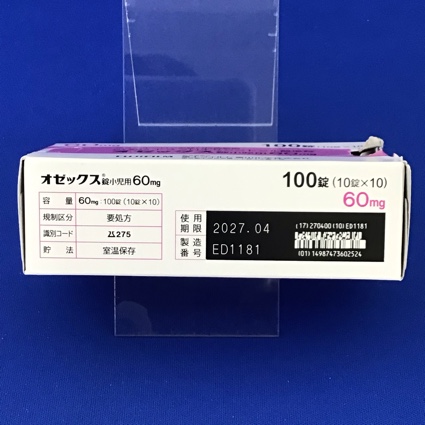 オゼックス®錠小児用60mg
100錠(10錠×10)
60mg
容量 60mg·100錠(10錠×10)
規制区分 要処方
識別コード 275
貯法 室温保存
使用期限 2027.04
製造番号 ED1181
(17)270400(10)ED1181
(01)14987473602524